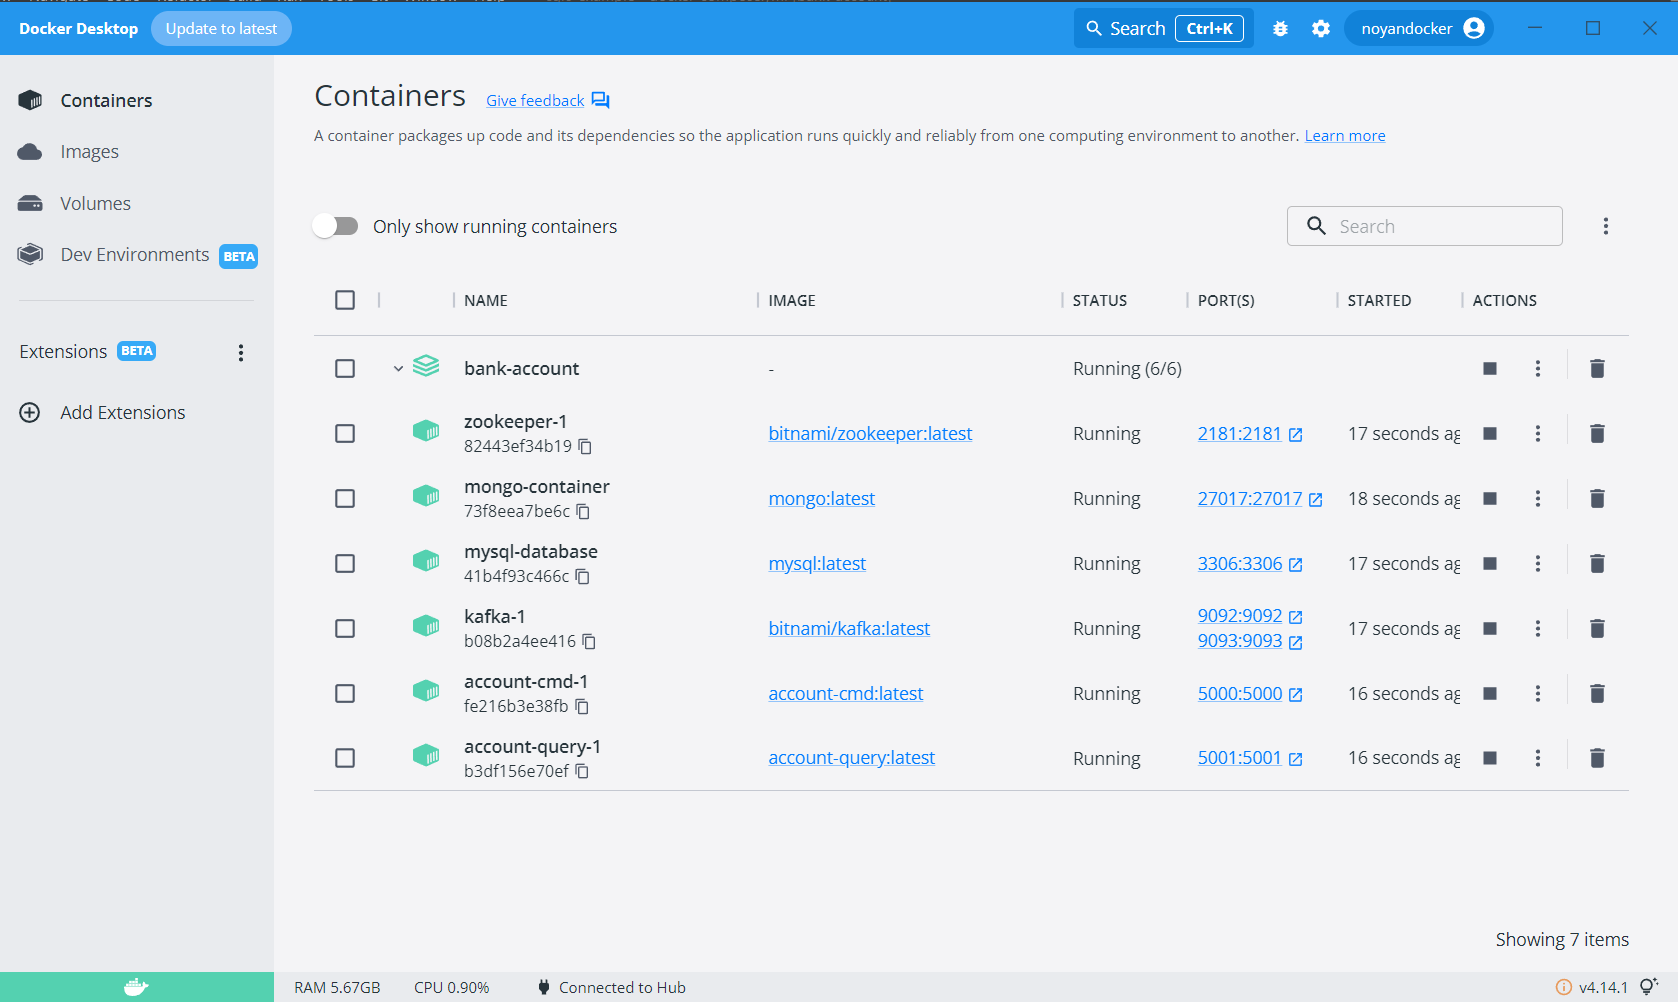 Docker Desktop Update to latest Search Ctrl+K noyandocker
Containers
Images
Volumes
Dev Environments BETA
Extensions BETA
Add Extensions
Containers Give feedback
A container packages up code and its dependencies so the application runs quickly and reliably from one computing environment to another. Learn more
Only show running containers Search
NAME IMAGE STATUS PORT(S) STARTED ACTIONS
bank-account - Running (6/6)
zookeeper-1
82443ef34b19 bitnami/zookeeper:latest Running 2181:2181 17 seconds ag
mongo-container
73f8eea7be6c mongo:latest Running 27017:27017 18 seconds ag
mysql-database
41b4f93c466c mysql:latest Running 3306:3306 17 seconds ag
kafka-1
b08b2a4ee416 bitnami/kafka:latest Running 9092:9092 9093:9093 17 seconds ag
account-cmd-1
fe216b3e38fb account-cmd:latest Running 5000:5000 16 seconds ag
account-query-1
b3df156e70ef account-query:latest Running 5001:5001 16 seconds ag
Showing 7 items
RAM 5.67GB CPU 0.90% Connected to Hub v4.14.1